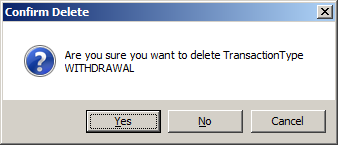 Confirm Delete
Are you sure you want to delete TransactionType
WITHDRAWAL
Yes
No
Cancel